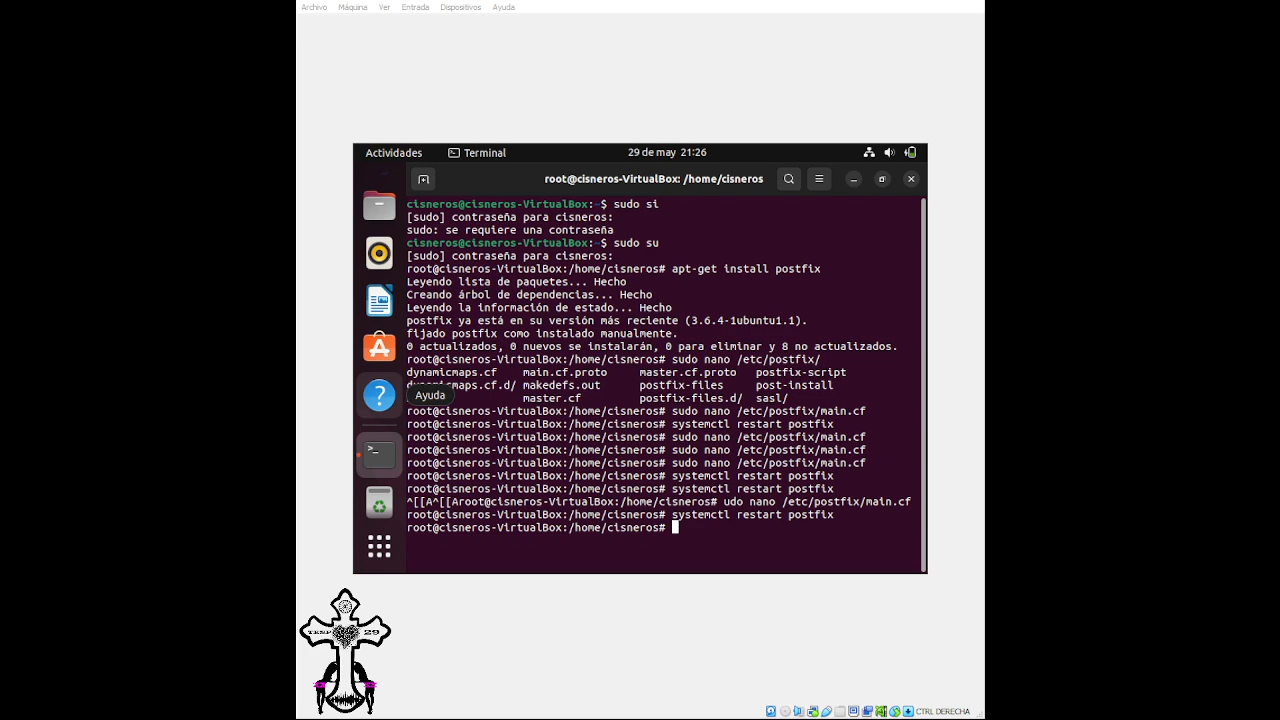 Archivo Máquina Ver Entrada Dispositivos Ayuda
Actividades Terminal 29 de may 21:26
root@cisneros-VirtualBox: /home/cisneros
cisneros@cisneros-VirtualBox:~$ sudo si
[sudo] contraseña para cisneros:
sudo: se requiere una contraseña
cisneros@cisneros-VirtualBox:~$ sudo su
[sudo] contraseña para cisneros:
root@cisneros-VirtualBox:/home/cisneros# apt-get install postfix
Leyendo lista de paquetes... Hecho
Creando árbol de dependencias... Hecho
Leyendo la información de estado... Hecho
postfix ya está en su versión más reciente (3.6.4-1ubuntu1.1).
fijado postfix como instalado manualmente.
0 actualizados, 0 nuevos se instalarán, 0 para eliminar y 8 no actualizados.
root@cisneros-VirtualBox:/home/cisneros# sudo nano /etc/postfix/
dynamicmaps.cf main.cf.proto master.cf.proto postfix-script
dynamicmaps.cf.d/ makedefs.out postfix-files post-install
Ayuda
master.cf postfix-files.d/ sasl/
root@cisneros-VirtualBox:/home/cisneros# sudo nano /etc/postfix/main.cf
root@cisneros-VirtualBox:/home/cisneros# systemctl restart postfix
root@cisneros-VirtualBox:/home/cisneros# sudo nano /etc/postfix/main.cf
root@cisneros-VirtualBox:/home/cisneros# sudo nano /etc/postfix/main.cf
root@cisneros-VirtualBox:/home/cisneros# sudo nano /etc/postfix/main.cf
root@cisneros-VirtualBox:/home/cisneros# systemctl restart postfix
root@cisneros-VirtualBox:/home/cisneros# systemctl restart postfix
^[[A^[[Aroot@cisneros-VirtualBox:/home/cisneros# udo nano /etc/postfix/main.cf
root@cisneros-VirtualBox:/home/cisneros# systemctl restart postfix
root@cisneros-VirtualBox:/home/cisneros#
29
CTRL DERECHA